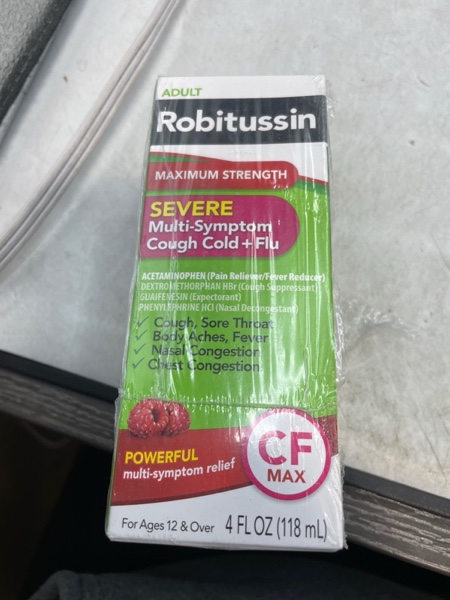 ADULT
Robitussin
MAXIMUM STRENGTH
SEVERE
Multi-Symptom
Cough Cold + Flu
ACETAMINOPHEN (Pain Reliever/Fever Reducer)
DEXTROMETHORPHAN HBr (Cough Suppressant)
GUAIFENESIN (Expectorant)
PHENYLEPHRINE HCl (Nasal Decongestant)
✓ Cough, Sore Throat
✓ Body Aches, Fever
✓ Nasal Congestion
✓ Chest Congestion
POWERFUL
multi-symptom relief
CF
MAX
For Ages 12 & Over 4 FL OZ (118 mL)